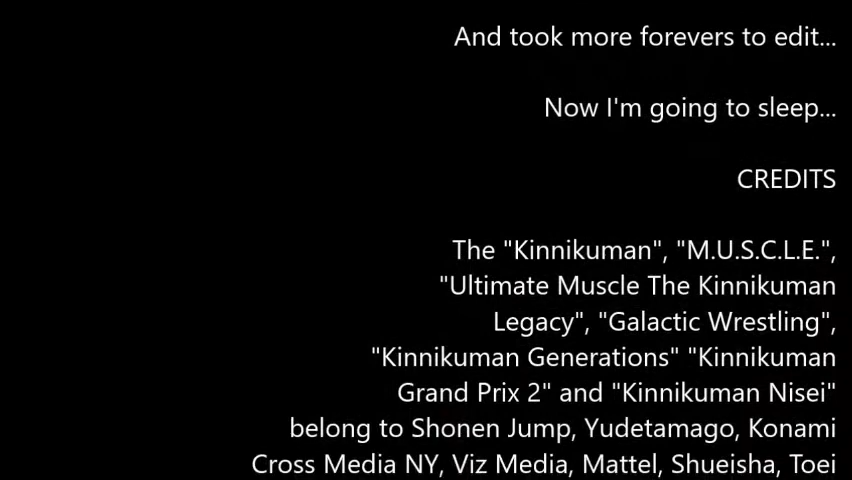 And took more forevers to edit...
Now I'm going to sleep...
CREDITS
The "Kinnikuman", "M.U.S.C.L.E.",
"Ultimate Muscle The Kinnikuman
Legacy", "Galactic Wrestling",
"Kinnikuman Generations" "Kinnikuman
Grand Prix 2" and "Kinnikuman Nisei"
belong to Shonen Jump, Yudetamago, Konami
Cross Media NY, Viz Media, Mattel, Shueisha, Toei